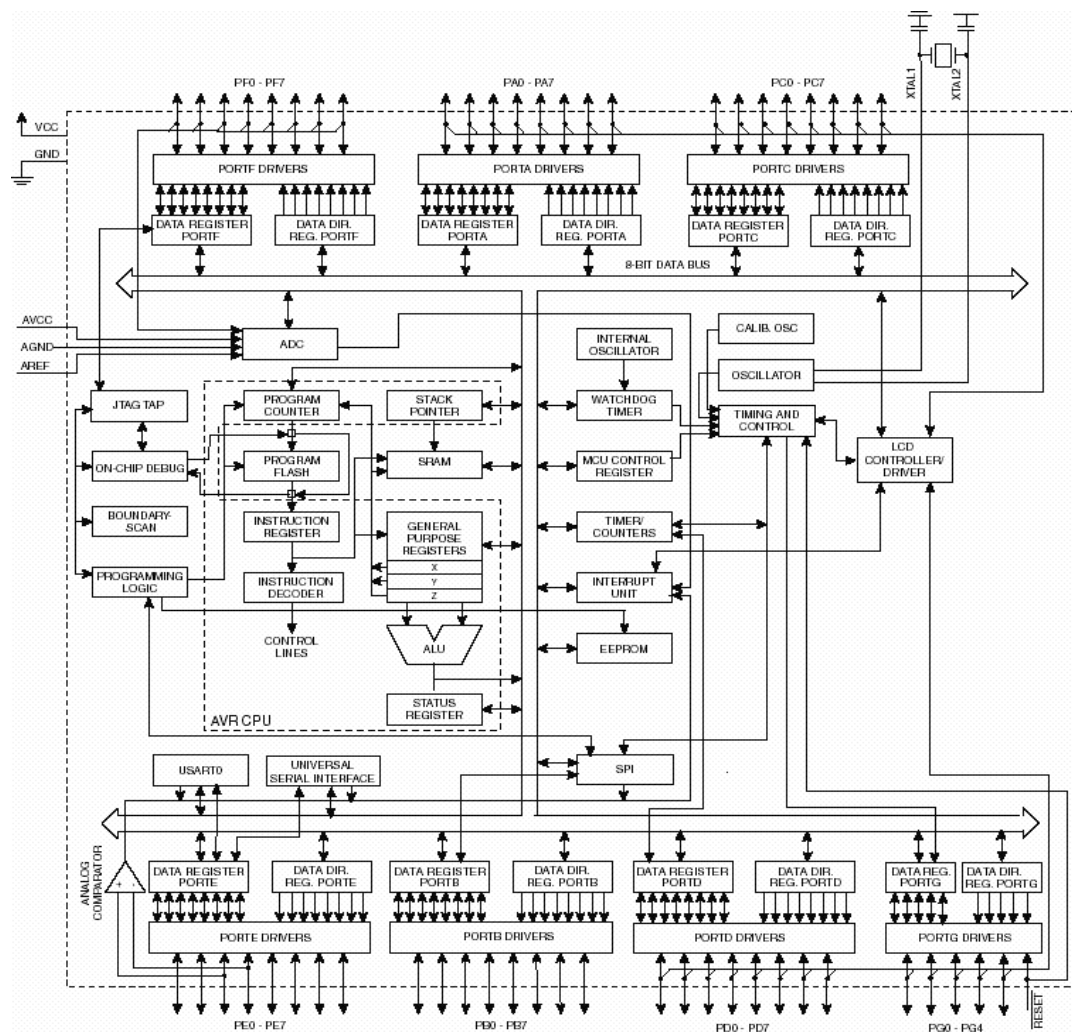 XTAL1
XTAL2
PF0 - PF7
PA0 - PA7
PC0 - PC7
VCC
GND
PORTF DRIVERS
PORTA DRIVERS
PORTC DRIVERS
DATA REGISTER
PORTF
DATA DIR.
REG. PORTF
DATA REGISTER
PORTA
DATA DIR.
REG. PORTA
DATA REGISTER
PORTC
DATA DIR.
REG. PORTC
8-BIT DATA BUS
AVCC
AGND
AREF
ADC
INTERNAL
OSCILLATOR
CALIB. OSC
OSCILLATOR
JTAG TAP
PROGRAM
COUNTER
STACK
POINTER
WATCHDOG
TIMER
TIMING AND
CONTROL
LCD
CONTROLLER/
DRIVER
ON-CHIP DEBUG
PROGRAM
FLASH
SRAM
MCU CONTROL
REGISTER
BOUNDARY-
SCAN
INSTRUCTION
REGISTER
GENERAL
PURPOSE
REGISTERS
X
Y
Z
TIMER/
COUNTERS
PROGRAMMING
LOGIC
INSTRUCTION
DECODER
INTERRUPT
UNIT
CONTROL
LINES
ALU
EEPROM
STATUS
REGISTER
AVR CPU
USART0
UNIVERSAL
SERIAL INTERFACE
SPI
ANALOG
COMPARATOR
+ -
DATA REGISTER
PORTE
DATA DIR.
REG. PORTE
DATA REGISTER
PORTB
DATA DIR.
REG. PORTB
DATA REGISTER
PORTD
DATA DIR.
REG. PORTD
DATA REG.
PORTG
DATA DIR.
REG. PORTG
PORTE DRIVERS
PORTB DRIVERS
PORTD DRIVERS
PORTG DRIVERS
PE0 - PE7
PB0 - PB7
PD0 - PD7
PG0 - PG4
RESET